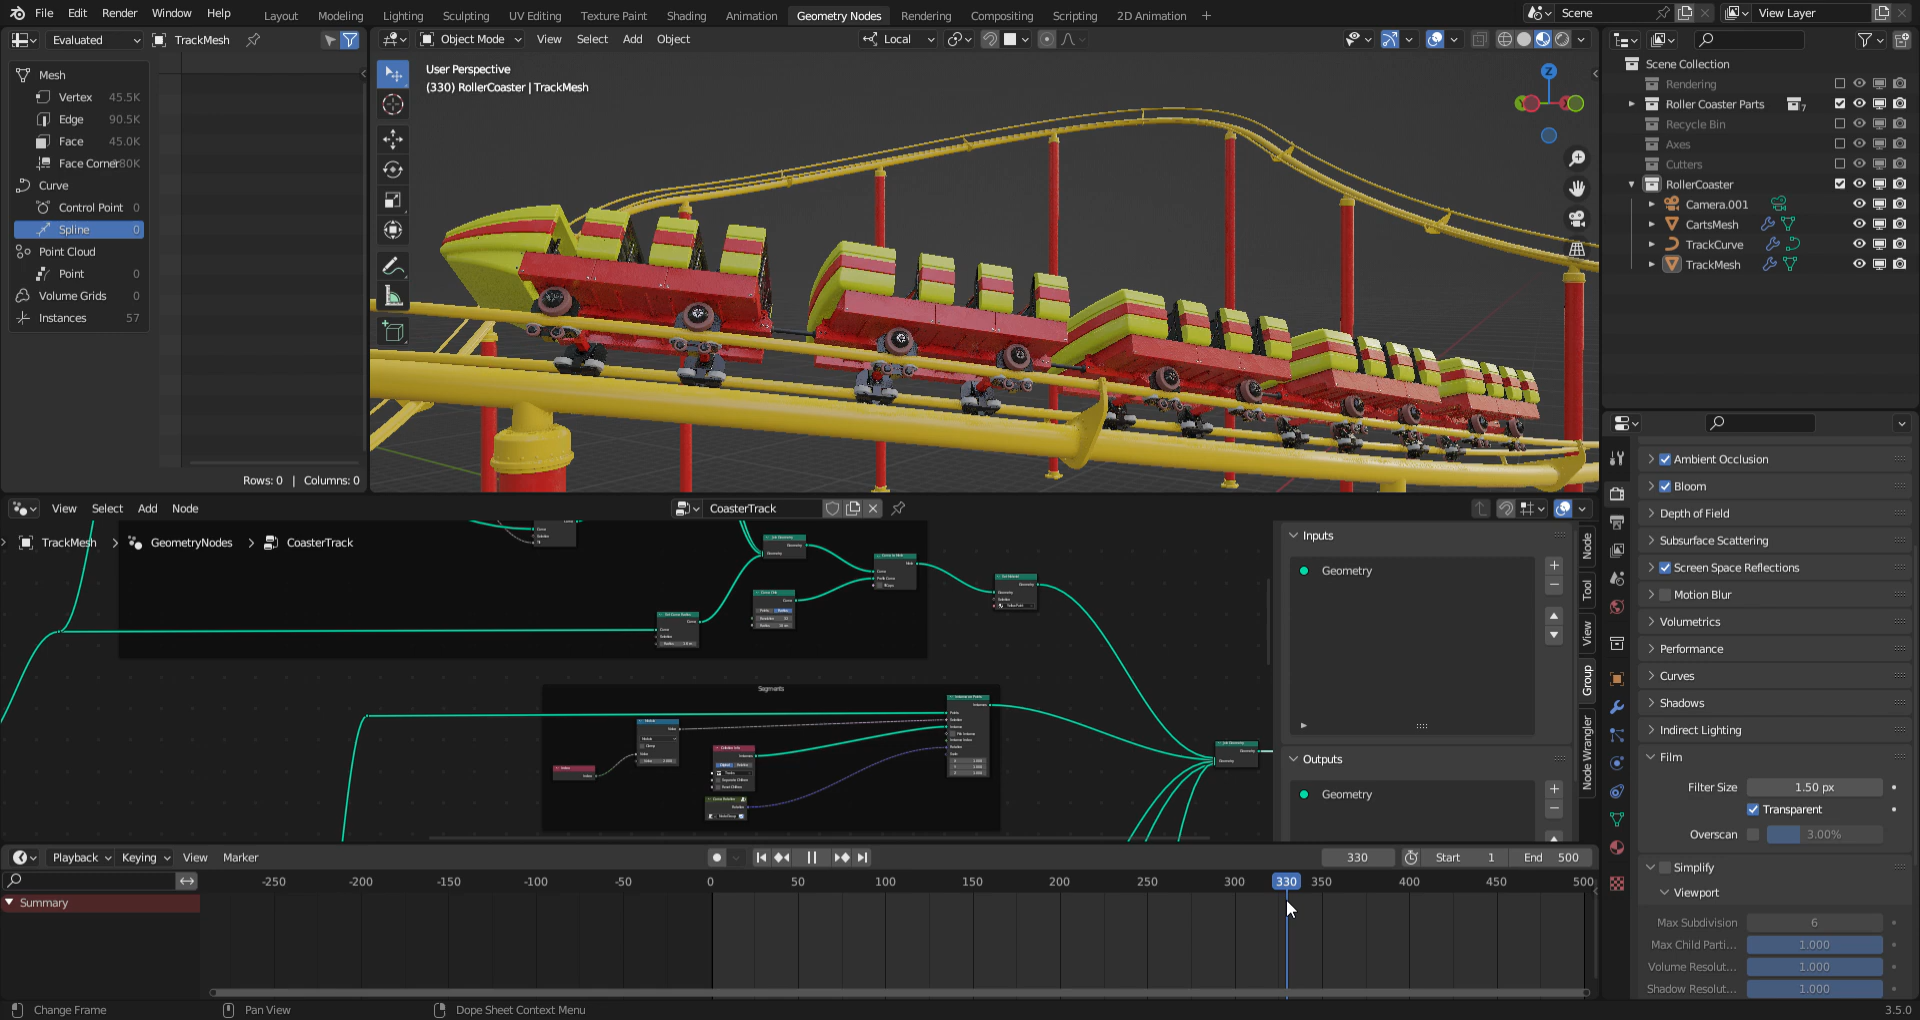 File Edit Render Window Help
Layout Modeling Lighting Sculpting UV Editing Texture Paint Shading Animation Geometry Nodes Rendering Compositing Scripting 2D Animation +
Scene
View Layer
Evaluated
TrackMesh
Object Mode
View Select Add Object
Local
Mesh
Vertex 45.5K
Edge 90.5K
Face 45.0K
Face Corner 180K
Curve
Control Point 0
Spline 0
Point Cloud
Point 0
Volume Grids 0
Instances 57
Rows: 0 | Columns: 0
User Perspective
(330) RollerCoaster | TrackMesh
Z
Scene Collection
Rendering
Roller Coaster Parts 7
Recycle Bin
Axes
Cutters
RollerCoaster
Camera.001
CartsMesh
TrackCurve
TrackMesh
View Select Add Node
CoasterTrack
TrackMesh > GeometryNodes > CoasterTrack
Segments
Inputs
Geometry
Outputs
Geometry
Node
Tool
View
Group
Node Wrangler
Ambient Occlusion
Bloom
Depth of Field
Subsurface Scattering
Screen Space Reflections
Motion Blur
Volumetrics
Performance
Curves
Shadows
Indirect Lighting
Film
Filter Size 1.50 px
Transparent
Overscan 3.00%
Simplify
Viewport
Max Subdivision 6
Max Child Parti... 1.000
Volume Resolut... 1.000
Shadow Resolut... 1.000
Playback Keying View Marker
330 Start 1 End 500
-250 -200 -150 -100 -50 0 50 100 150 200 250 300 330 350 400 450 500
Summary
Change Frame Pan View Dope Sheet Context Menu 3.5.0